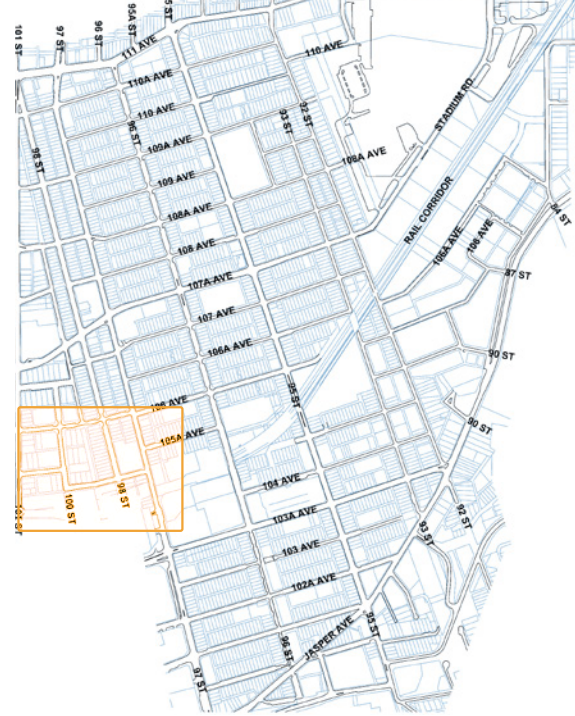 101 ST
97 ST
96 ST
95A ST
95 ST
111 AVE
110 AVE
110A AVE
110 AVE
96 ST
93 ST
92 ST
STADIUM RD
109A AVE
98 ST
108A AVE
109 AVE
108A AVE
84 ST
RAIL CORRIDOR
106A AVE
106 AVE
108 AVE
107A AVE
87 ST
107 AVE
106A AVE
90 ST
95 ST
106 AVE
105A AVE
90 ST
104 AVE
98 ST
100 ST
101 ST
103A AVE
92 ST
93 ST
103 AVE
102A AVE
95 ST
JASPER AVE
96 ST
97 ST